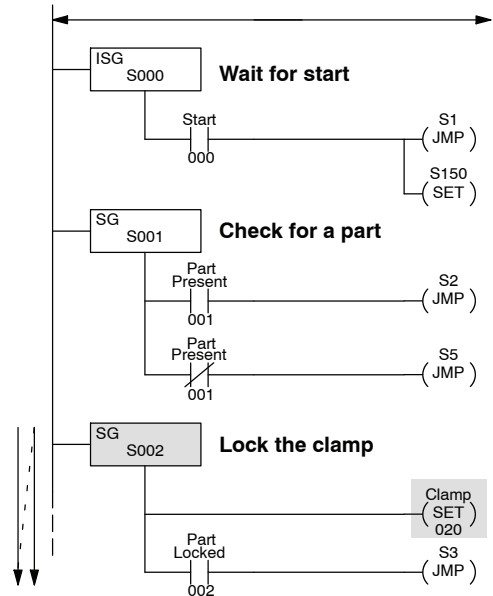 ISG
S000
Wait for start
Start
000
S1
JMP
S150
SET
SG
S001
Check for a part
Part
Present
001
S2
JMP
Part
Present
001
S5
JMP
SG
S002
Lock the clamp
Clamp
SET
020
Part
Locked
002
S3
JMP